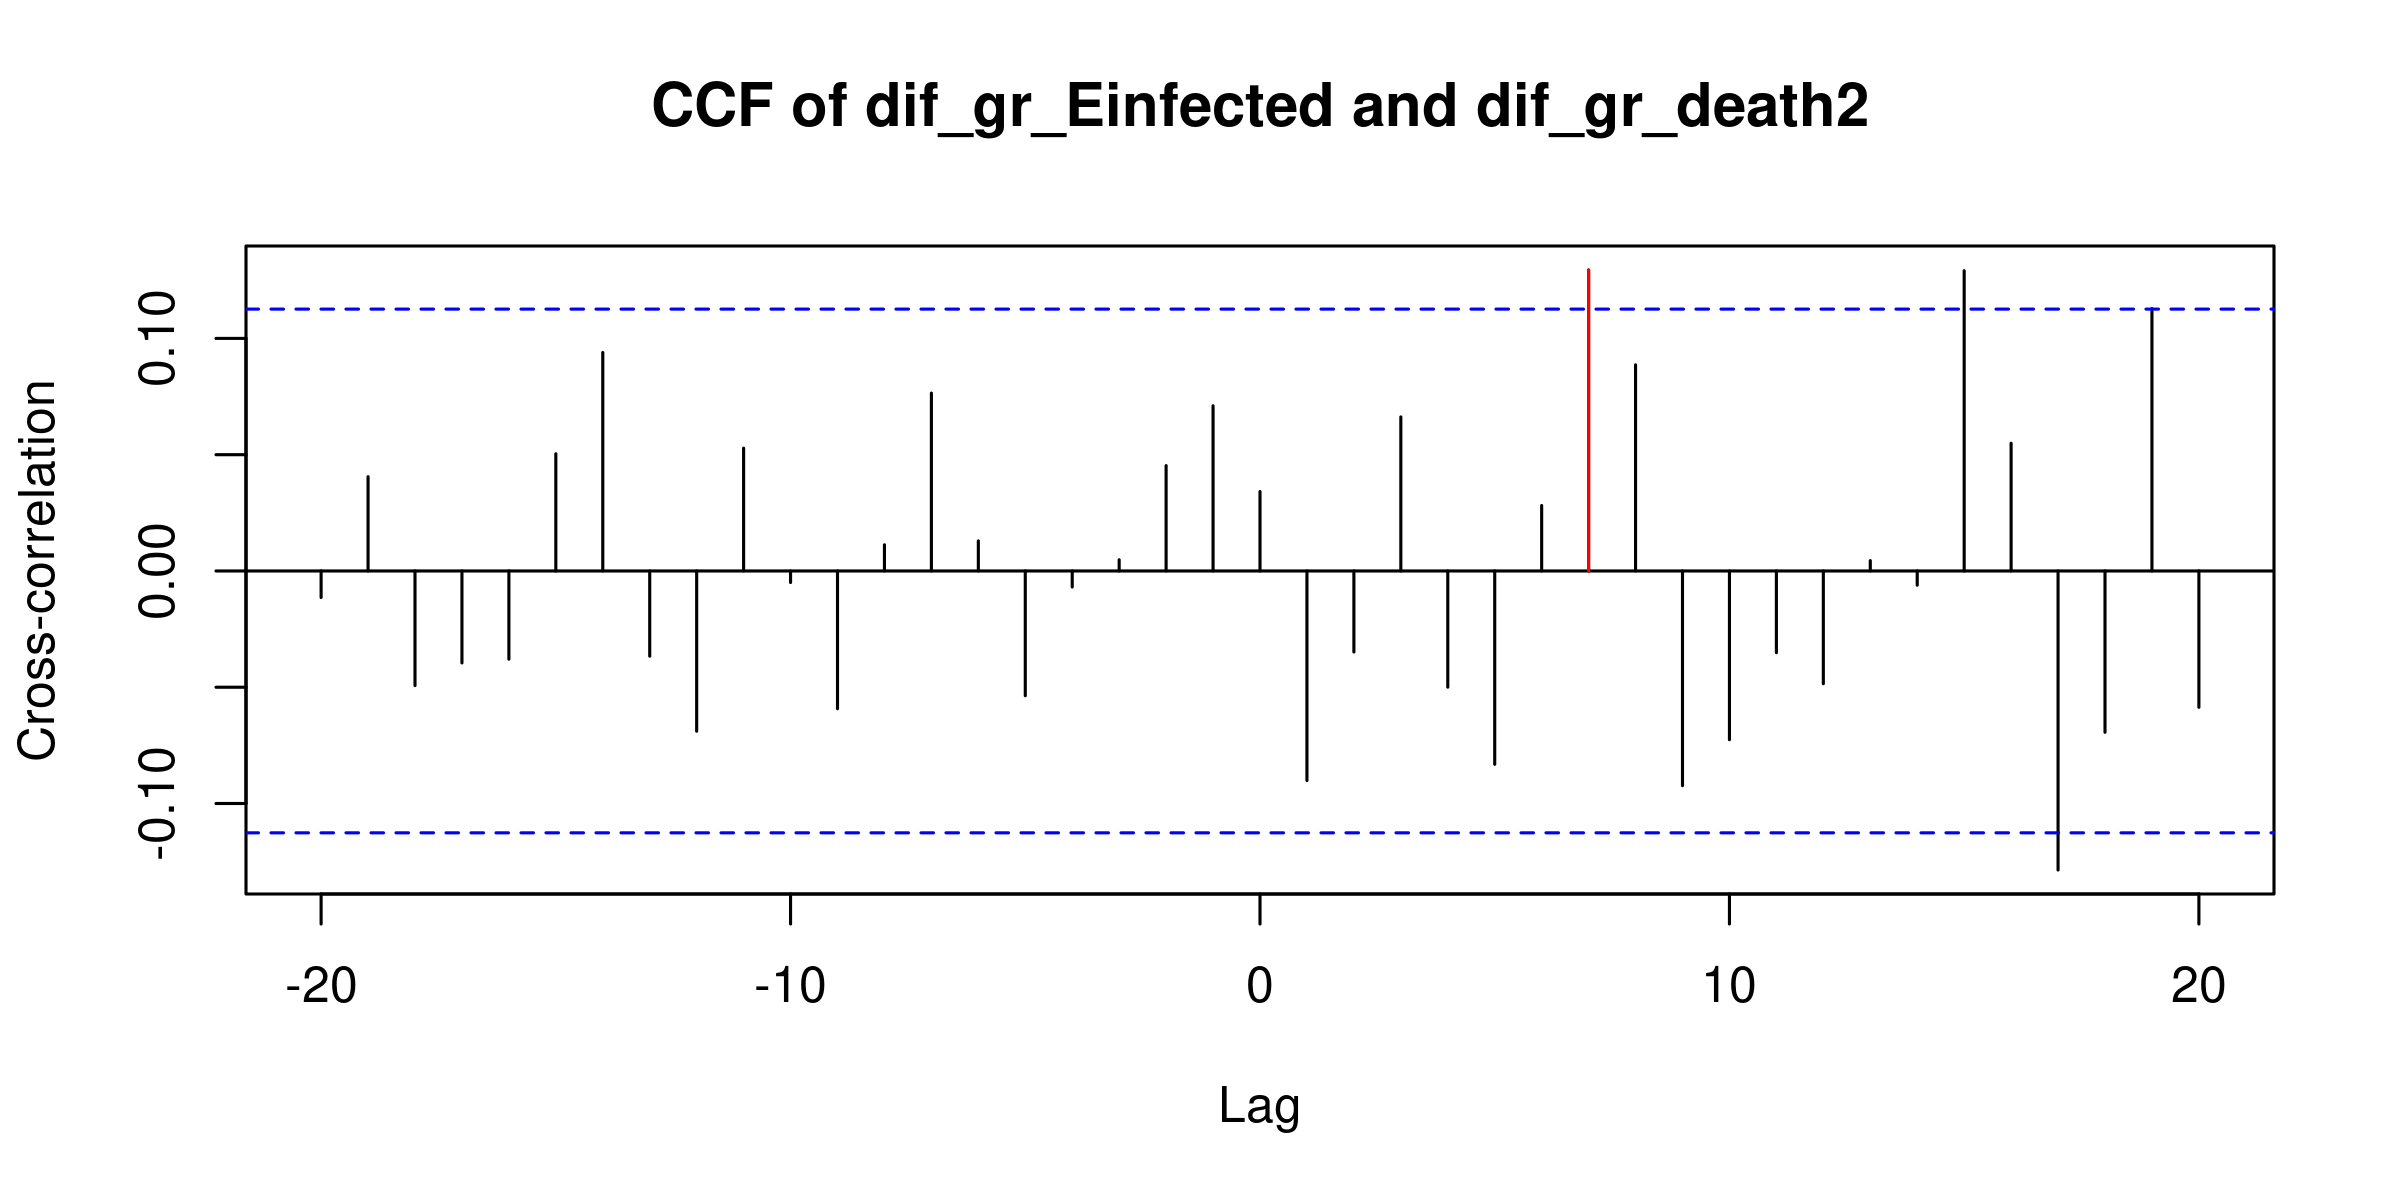 CCF of dif_gr_Einfected and dif_gr_death2
Cross-correlation
0.10
0.00
-0.10
-20 -10 0 10 20
Lag